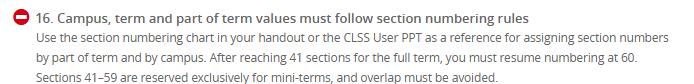 16. Campus, term and part of term values must follow section numbering rules
Use the section numbering chart in your handout or the CLSS User PPT as a reference for assigning section numbers
by part of term and by campus. After reaching 41 sections for the full term, you must resume numbering at 60.
Sections 41–59 are reserved exclusively for mini-terms, and overlap must be avoided.